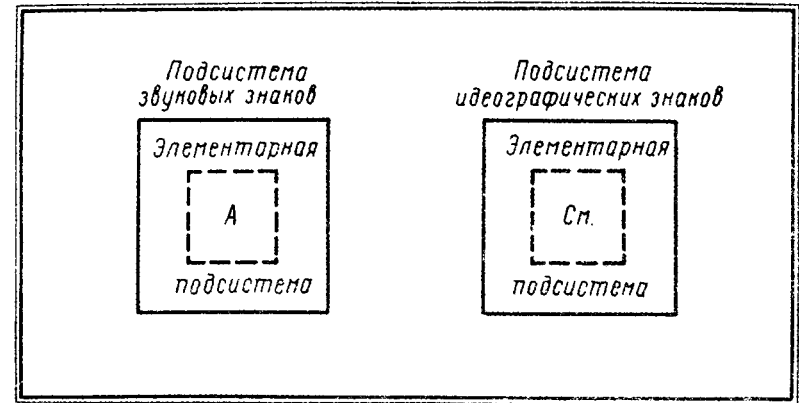 Подсистема
звуковых знаков
Элементарная
А
подсистема
Подсистема
идеографических знаков
Элементарная
См.
подсистема